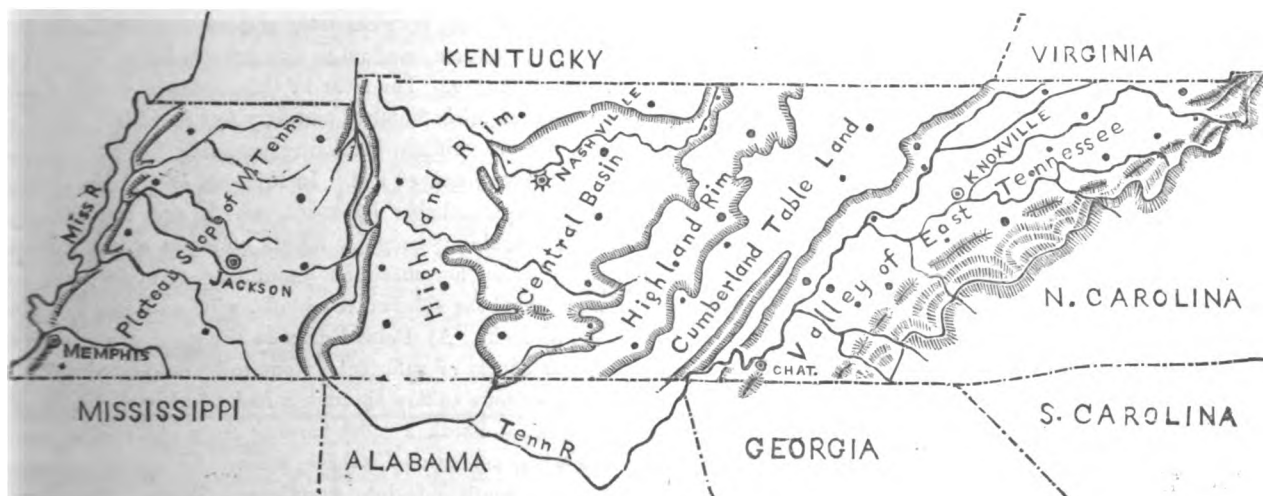 KENTUCKY
VIRGINIA
Miss R
Plateau Slope of W. Tenn.
JACKSON
MEMPHIS
Highland Rim
NASHVILLE
Central Basin
Highland Rim
Cumberland Table Land
KNOXVILLE
Valley of East Tennessee
CHAT.
N. CAROLINA
S. CAROLINA
MISSISSIPPI
ALABAMA
Tenn R
GEORGIA